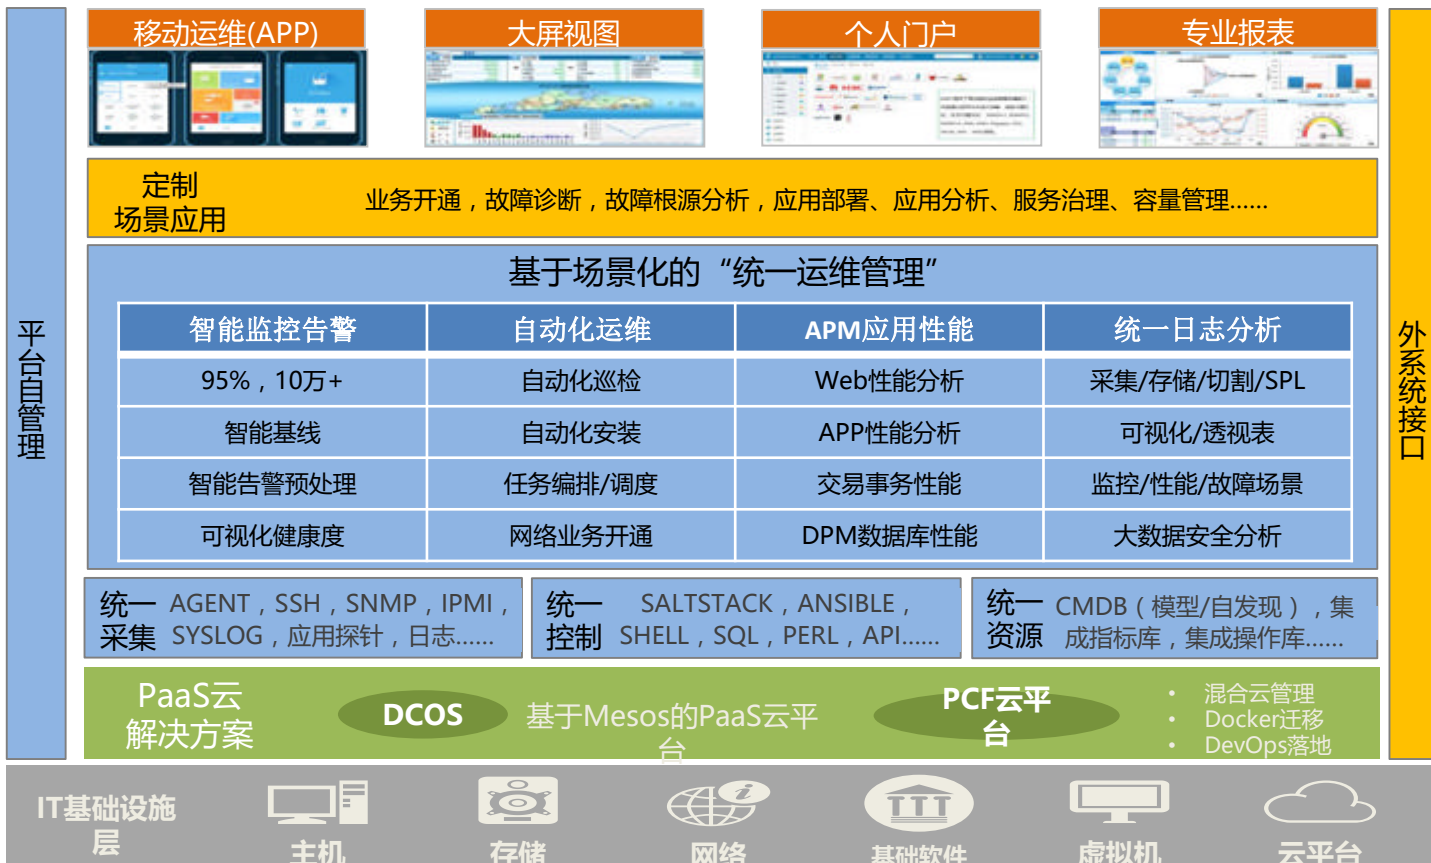 移动运维(APP)
大屏视图
个人门户
专业报表
定制
场景应用
业务开通，故障诊断，故障根源分析，应用部署、应用分析、服务治理、容量管理......
平台自管理
外系统接口
基于场景化的“统一运维管理”
智能监控告警 自动化运维 APM应用性能 统一日志分析
95%，10万+ 自动化巡检 Web性能分析 采集/存储/切割/SPL
智能基线 自动化安装 APP性能分析 可视化/透视表
智能告警预处理 任务编排/调度 交易事务性能 监控/性能/故障场景
可视化健康度 网络业务开通 DPM数据库性能 大数据安全分析
统一
采集
AGENT，SSH，SNMP，IPMI，
SYSLOG，应用探针，日志......
统一
控制
SALTSTACK，ANSIBLE，
SHELL，SQL，PERL，API......
统一
资源
CMDB（模型/自发现），集
成指标库，集成操作库......
PaaS云
解决方案
DCOS
基于Mesos的PaaS云平
台
PCF云平
台
• 混合云管理
• Docker迁移
• DevOps落地
IT基础设施
层
主机
存储
网络
基础软件
虚拟机
云平台